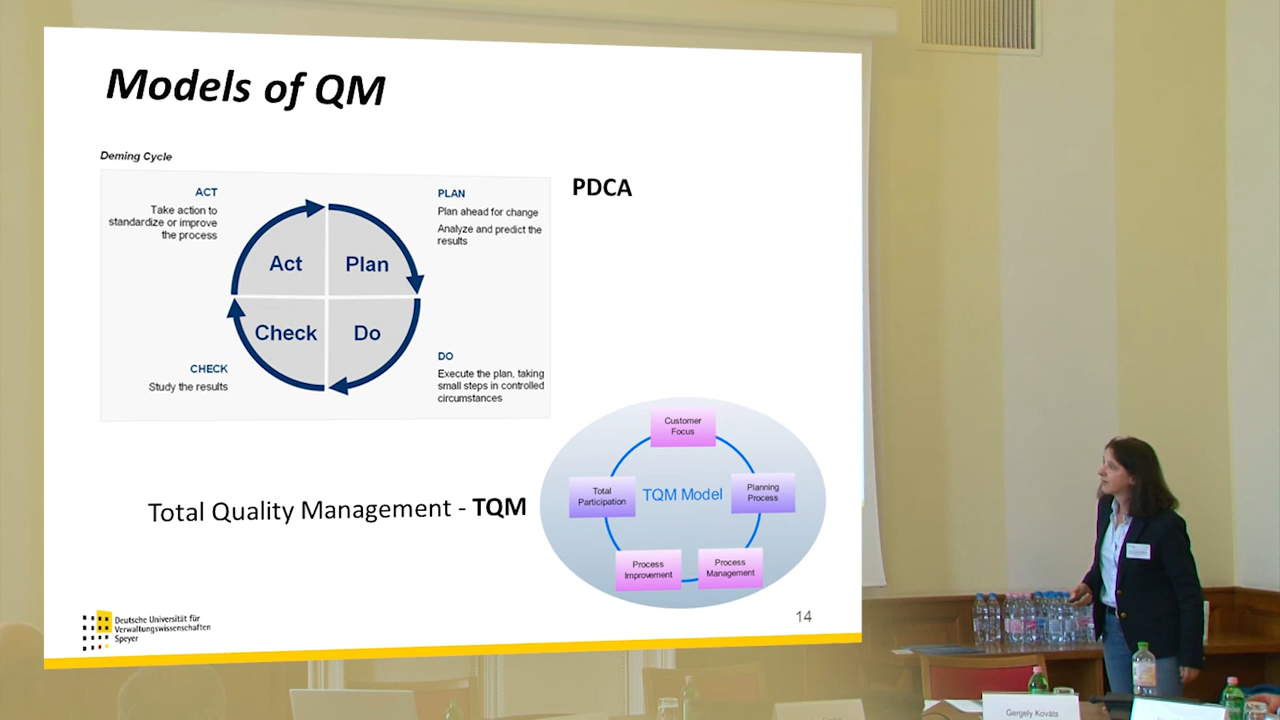 Models of QM
Deming Cycle
PDCA
ACT
Take action to
standardize or improve
the process
PLAN
Plan ahead for change
Analyze and predict the
results
Act
Plan
Check
Do
CHECK
Study the results
DO
Execute the plan, taking
small steps in controlled
circumstances
Total Quality Management - TQM
Customer
Focus
Total
Participation
TQM Model
Planning
Process
Process
Improvement
Process
Management
Deutsche Universität für
Verwaltungswissenschaften
Speyer
14
Gergely Kováts